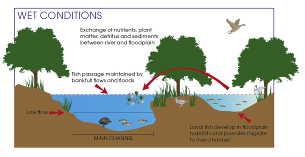 WET CONDITIONS
Exchange of nutrients, plant
matter, detritus and sediments
between river and floodplain
Fish passage maintained by
bankfull flows and floods
Low flow
MAIN CHANNEL
Larval fish develop in floodplain
habitats and juveniles migrate
to river channel